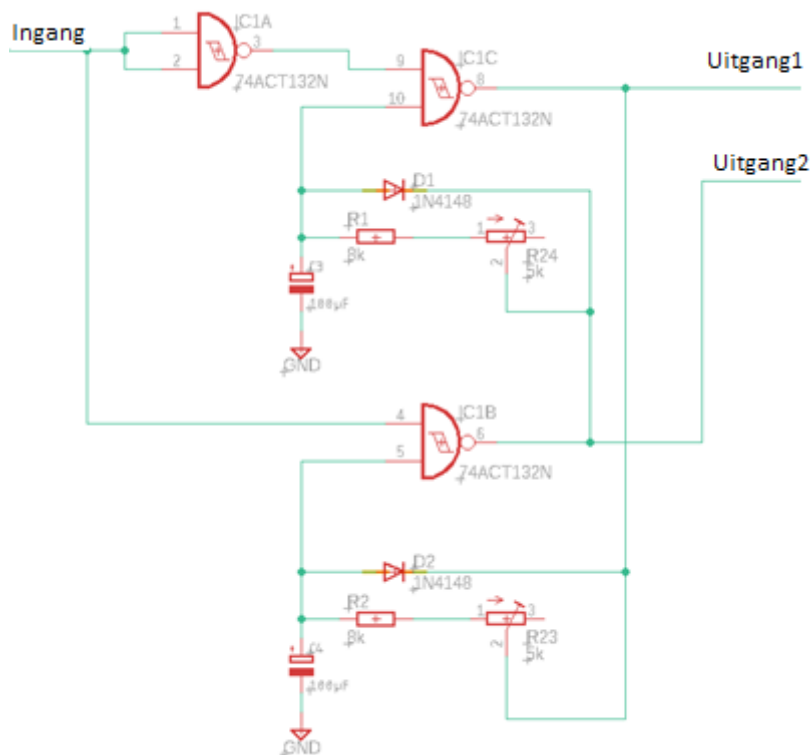 Ingang
1
2
IC1A
3
74ACT132N
9
10
IC1C
8
74ACT132N
Uitgang1
Uitgang2
D1
1N4148
R1
8k
1
3
2
R24
5k
100µF
GND
4
5
IC1B
6
74ACT132N
D2
1N4148
R2
8k
1
3
2
R23
5k
C4
100µF
GND